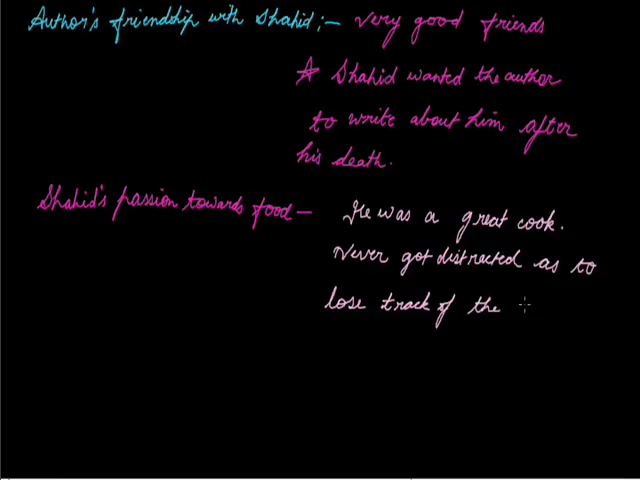 Author's friendship with Shahid :- Very good friends
* Shahid wanted the author
to write about him after
his death.
Shahid's passion towards food - He was a great cook.
Never got distracted as to
lose track of the